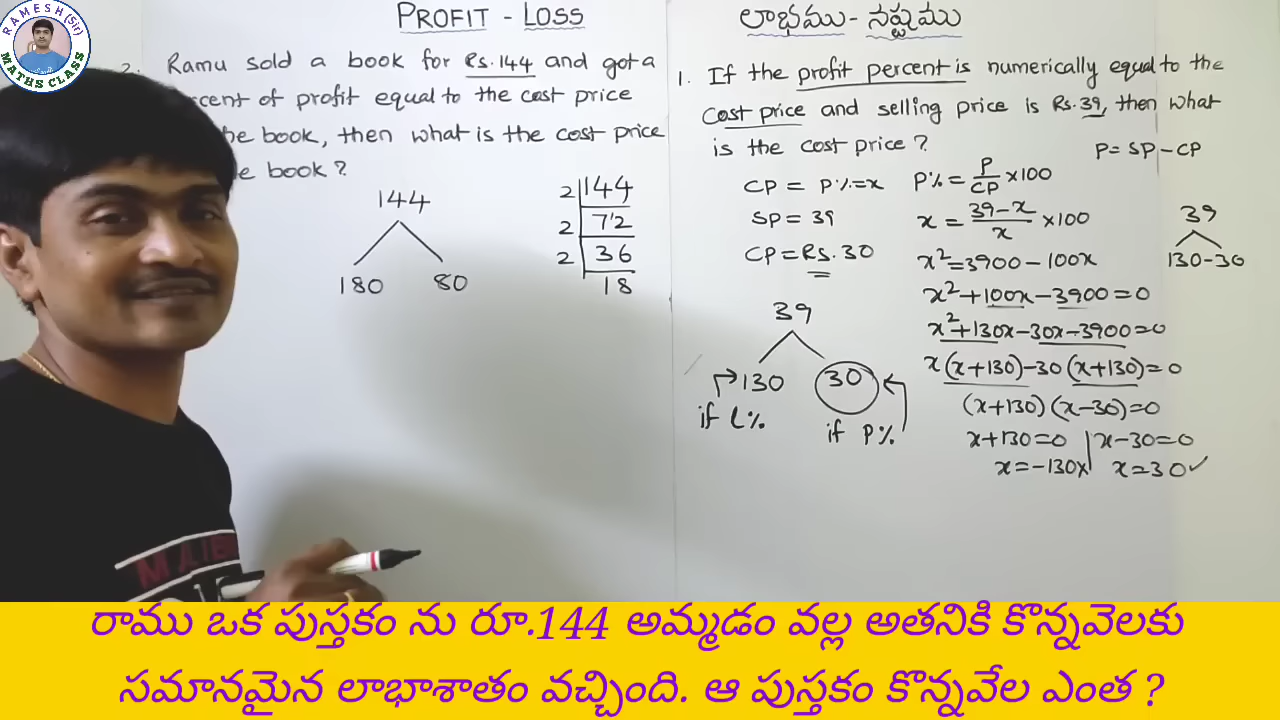 RAMESH (Sir)
MATHS CLASS
PROFIT - LOSS
2. Ramu sold a book for Rs.144 and got a
percent of profit equal to the cost price
the book, then what is the cost price
book?
144
180 80
2 144
2 72
2 36
18
లాభము - నష్టము
1. If the profit percent is numerically equal to the
cost price and selling price is Rs.39, then what
is the cost price?
P = SP - CP
CP = P% = x
SP = 39
CP = Rs. 30
P% = P/CP × 100
x = 39-x/x × 100
x² = 3900 - 100x
x² + 100x - 3900 = 0
x² + 130x - 30x - 3900 = 0
x(x+130) - 30(x+130) = 0
(x+130)(x-30) = 0
x+130=0 | x-30=0
x=-130x x=30✓
39
130-30
39
130 30
if L% if P%
రాము ఒక పుస్తకం ను రూ.144 అమ్మడం వల్ల అతనికి కొన్నవెలకు
సమానమైన లాభాశాతం వచ్చింది. ఆ పుస్తకం కొన్నవేల ఎంత ?